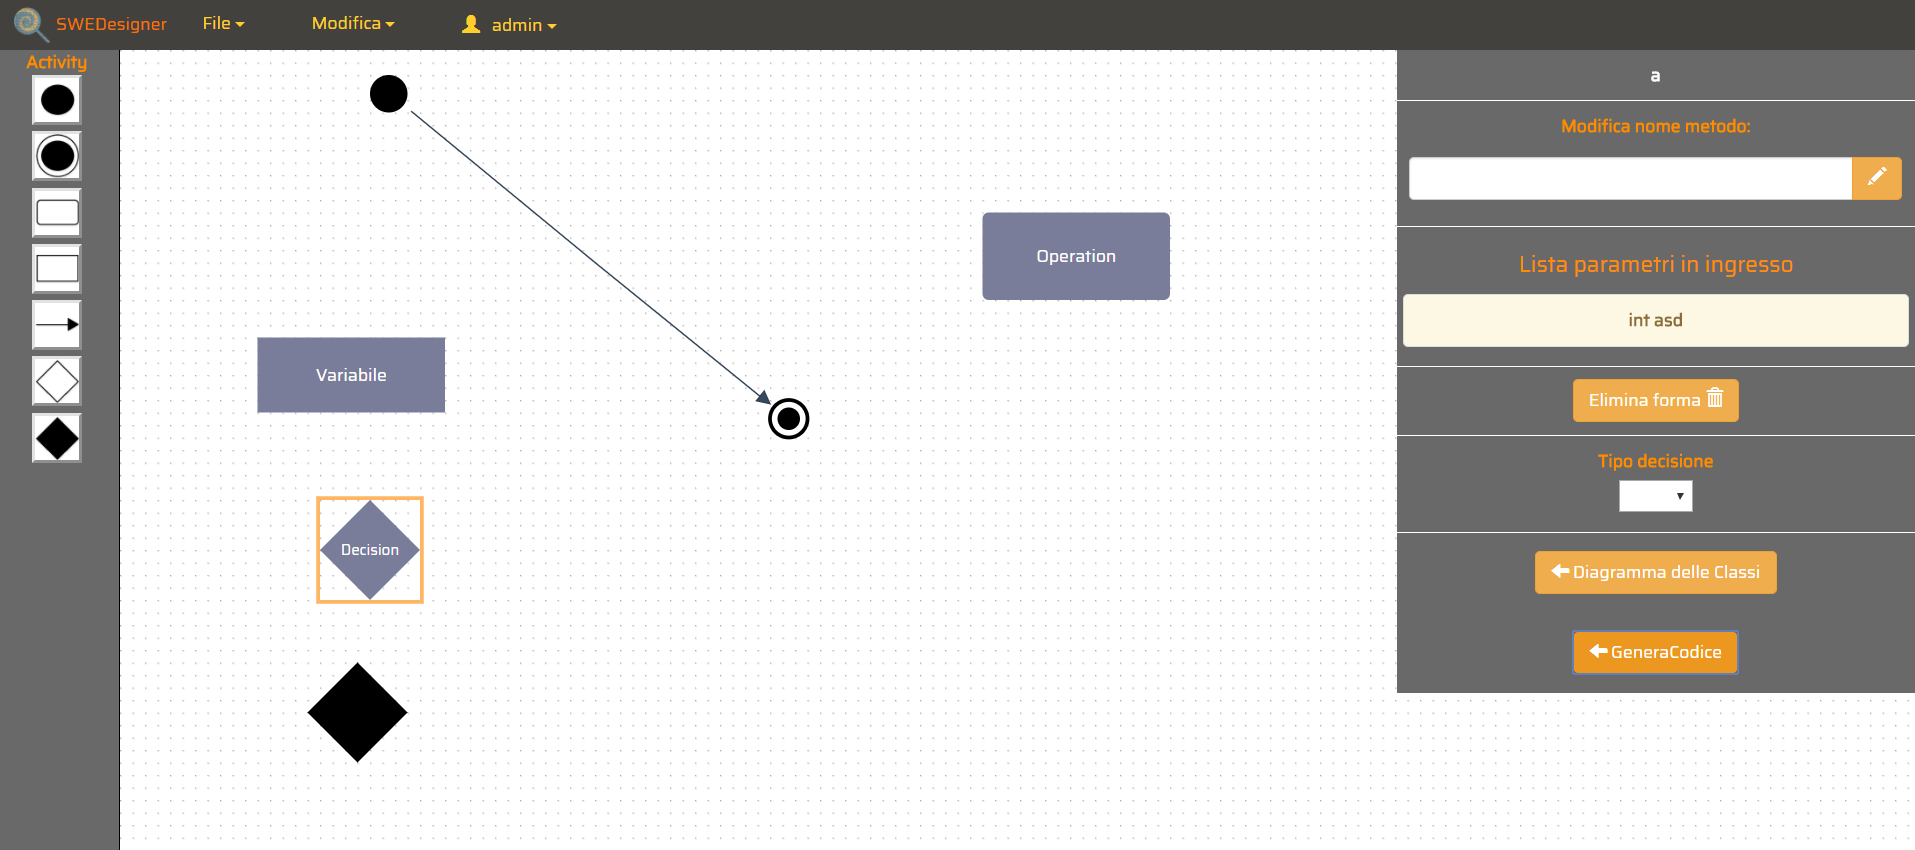 SWEDesigner
File
Modifica
admin
Activity
Operation
Variabile
Decision
a
Modifica nome metodo:
Lista parametri in ingresso
int asd
Elimina forma
Tipo decisione
Diagramma delle Classi
GeneraCodice